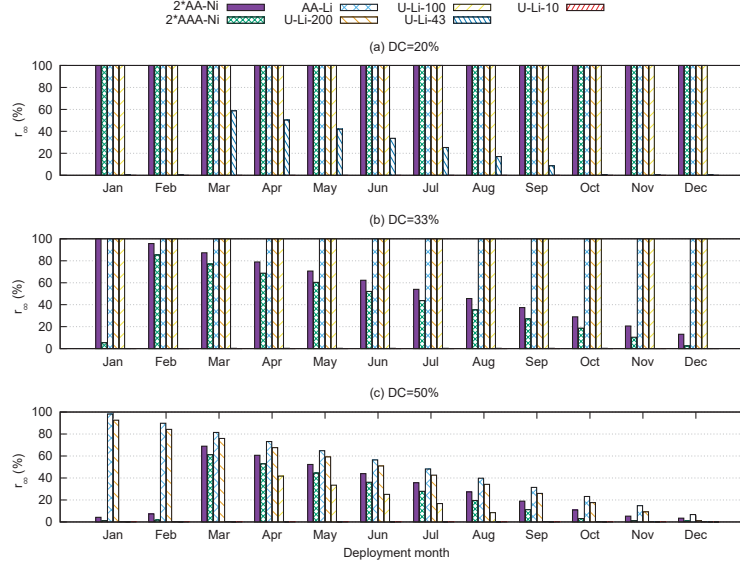 2*AA-Ni AA-Li U-Li-100 U-Li-10
2*AAA-Ni U-Li-200 U-Li-43
(a) DC=20%
r∞ (%)
100
80
60
40
20
0
Jan Feb Mar Apr May Jun Jul Aug Sep Oct Nov Dec
(b) DC=33%
r∞ (%)
100
80
60
40
20
0
Jan Feb Mar Apr May Jun Jul Aug Sep Oct Nov Dec
(c) DC=50%
r∞ (%)
100
80
60
40
20
0
Jan Feb Mar Apr May Jun Jul Aug Sep Oct Nov Dec
Deployment month